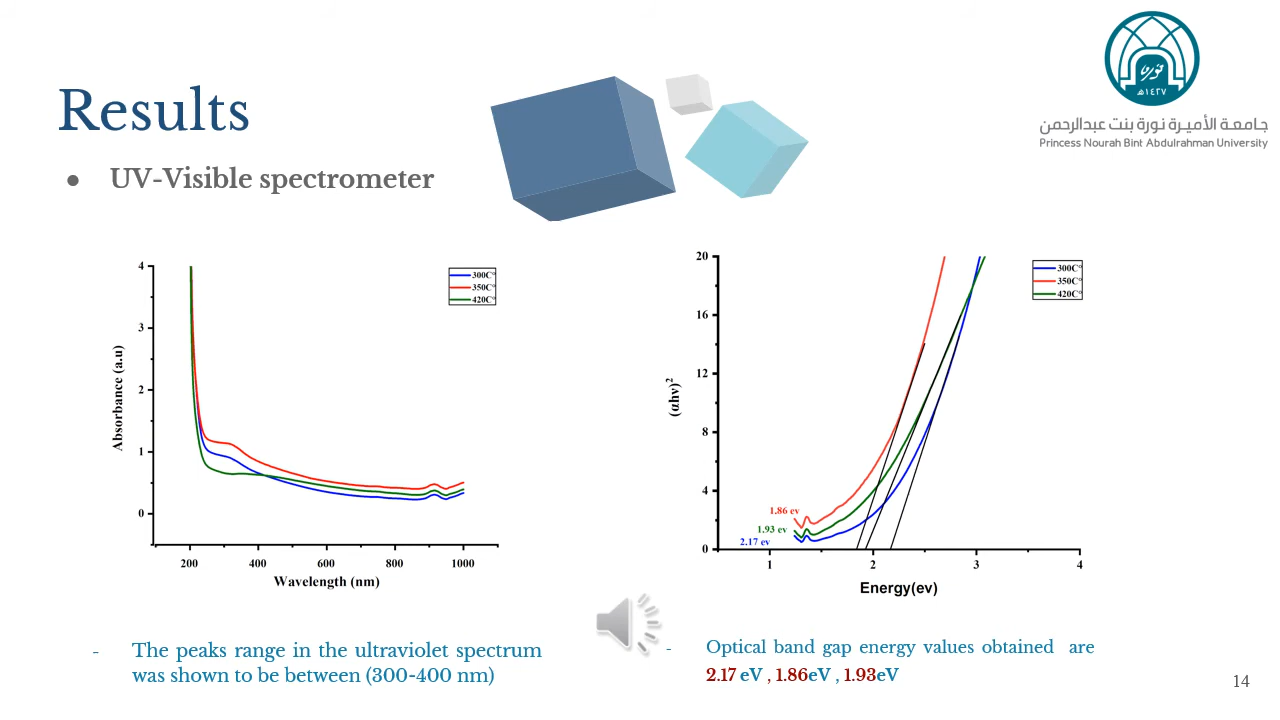 نورة
١٤٢٧هـ
جامعة الأميرة نورة بنت عبدالرحمن
Princess Nourah Bint Abdulrahman University
Results
● UV-Visible spectrometer
4
3
2
1
0
Absorbance (a.u)
200 400 600 800 1000
Wavelength (nm)
300C°
350C°
420C°
20
16
12
8
4
0
(αhv)²
1.86 ev
1.93 ev
2.17 ev
1 2 3 4
Energy(ev)
300C°
350C°
420C°
- The peaks range in the ultraviolet spectrum
was shown to be between (300-400 nm)
- Optical band gap energy values obtained are
2.17 eV , 1.86eV , 1.93eV
14